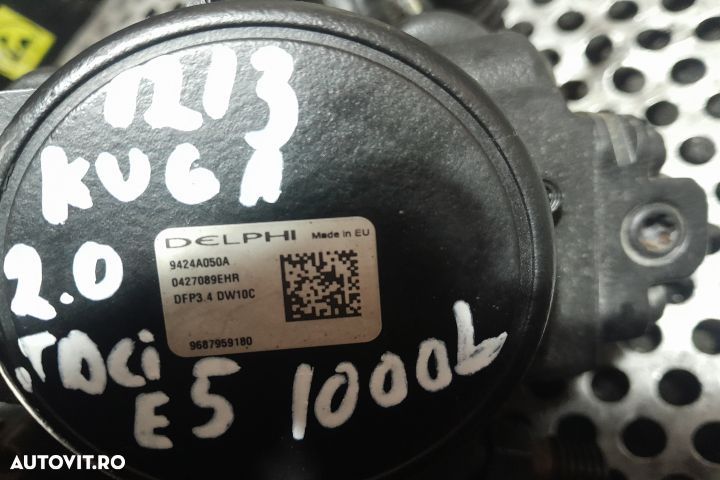 1213
KUGA
2.0
TDCi
E5 1000L
DELPHI Made in EU
9424A050A
0427089EHR
DFP3.4 DW10C
9687959180
AUTOVIT.RO